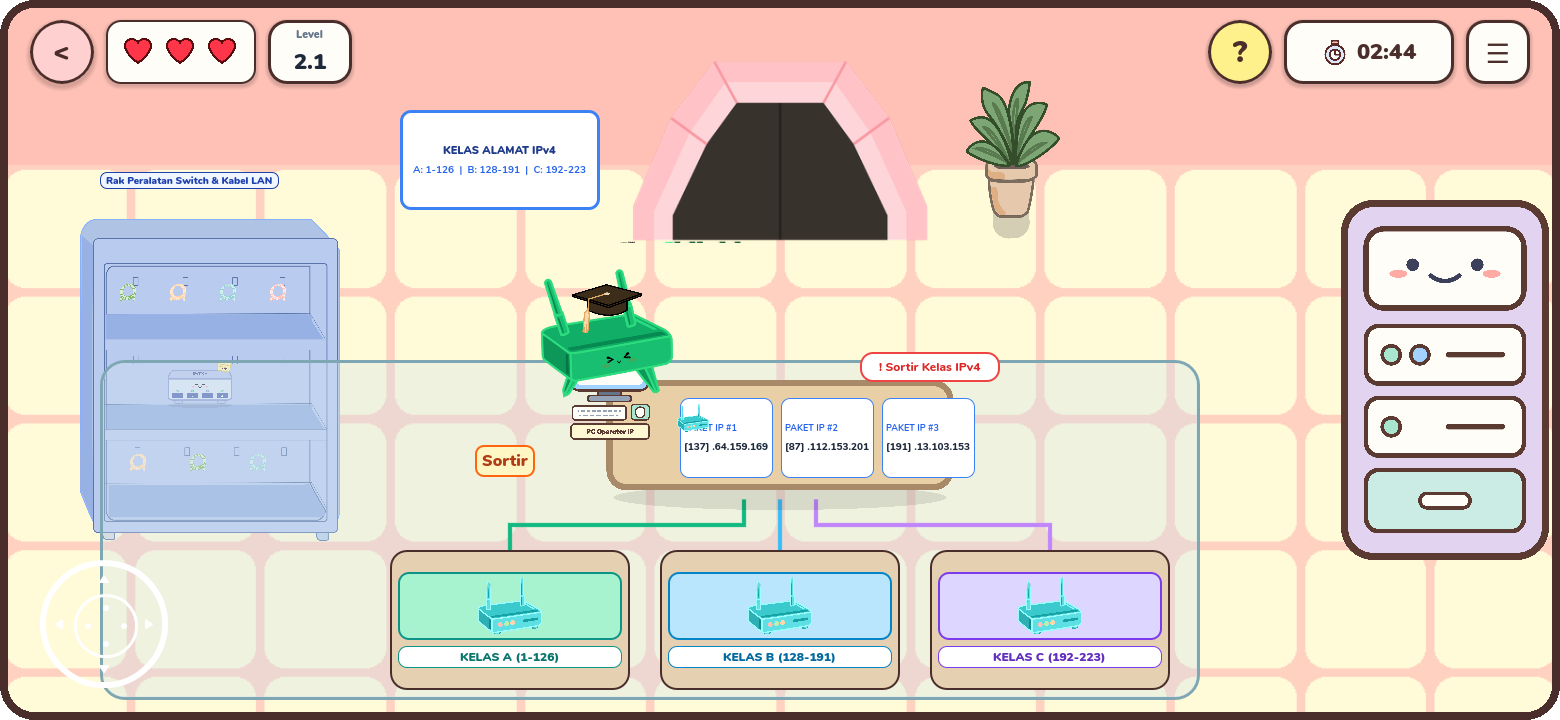 <
Level
2.1
?
02:44
☰
KELAS ALAMAT IPv4
A: 1-126 | B: 128-191 | C: 192-223
Rak Peralatan Switch & Kabel LAN
! Sortir Kelas IPv4
PC Operator IP
PAKET IP #1
[137] .64.159.169
PAKET IP #2
[87] .112.153.201
PAKET IP #3
[191] .13.103.153
Sortir
KELAS A (1-126)
KELAS B (128-191)
KELAS C (192-223)